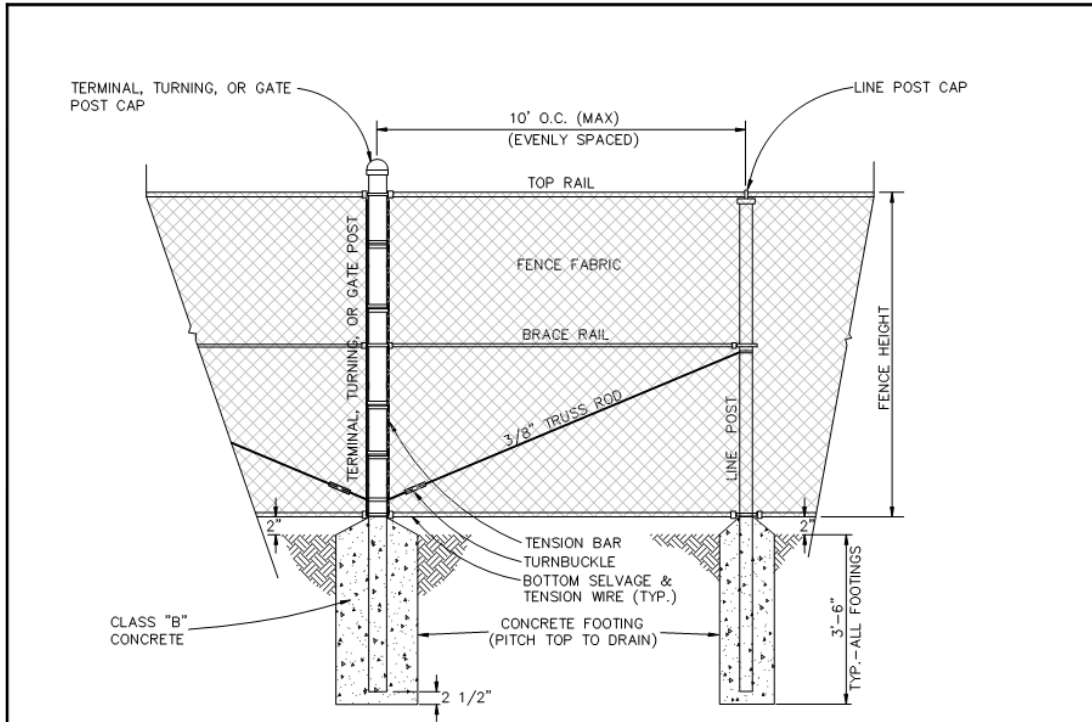 TERMINAL, TURNING, OR GATE
POST CAP
LINE POST CAP
10' O.C. (MAX)
(EVENLY SPACED)
TOP RAIL
TERMINAL, TURNING, OR GATE POST
FENCE FABRIC
BRACE RAIL
FENCE HEIGHT
3/8" TRUSS ROD
LINE POST
2"
2"
TENSION BAR
TURNBUCKLE
BOTTOM SELVAGE &
TENSION WIRE (TYP.)
CLASS "B"
CONCRETE
CONCRETE FOOTING
(PITCH TOP TO DRAIN)
3'-6"
TYP.-ALL FOOTINGS
2 1/2"